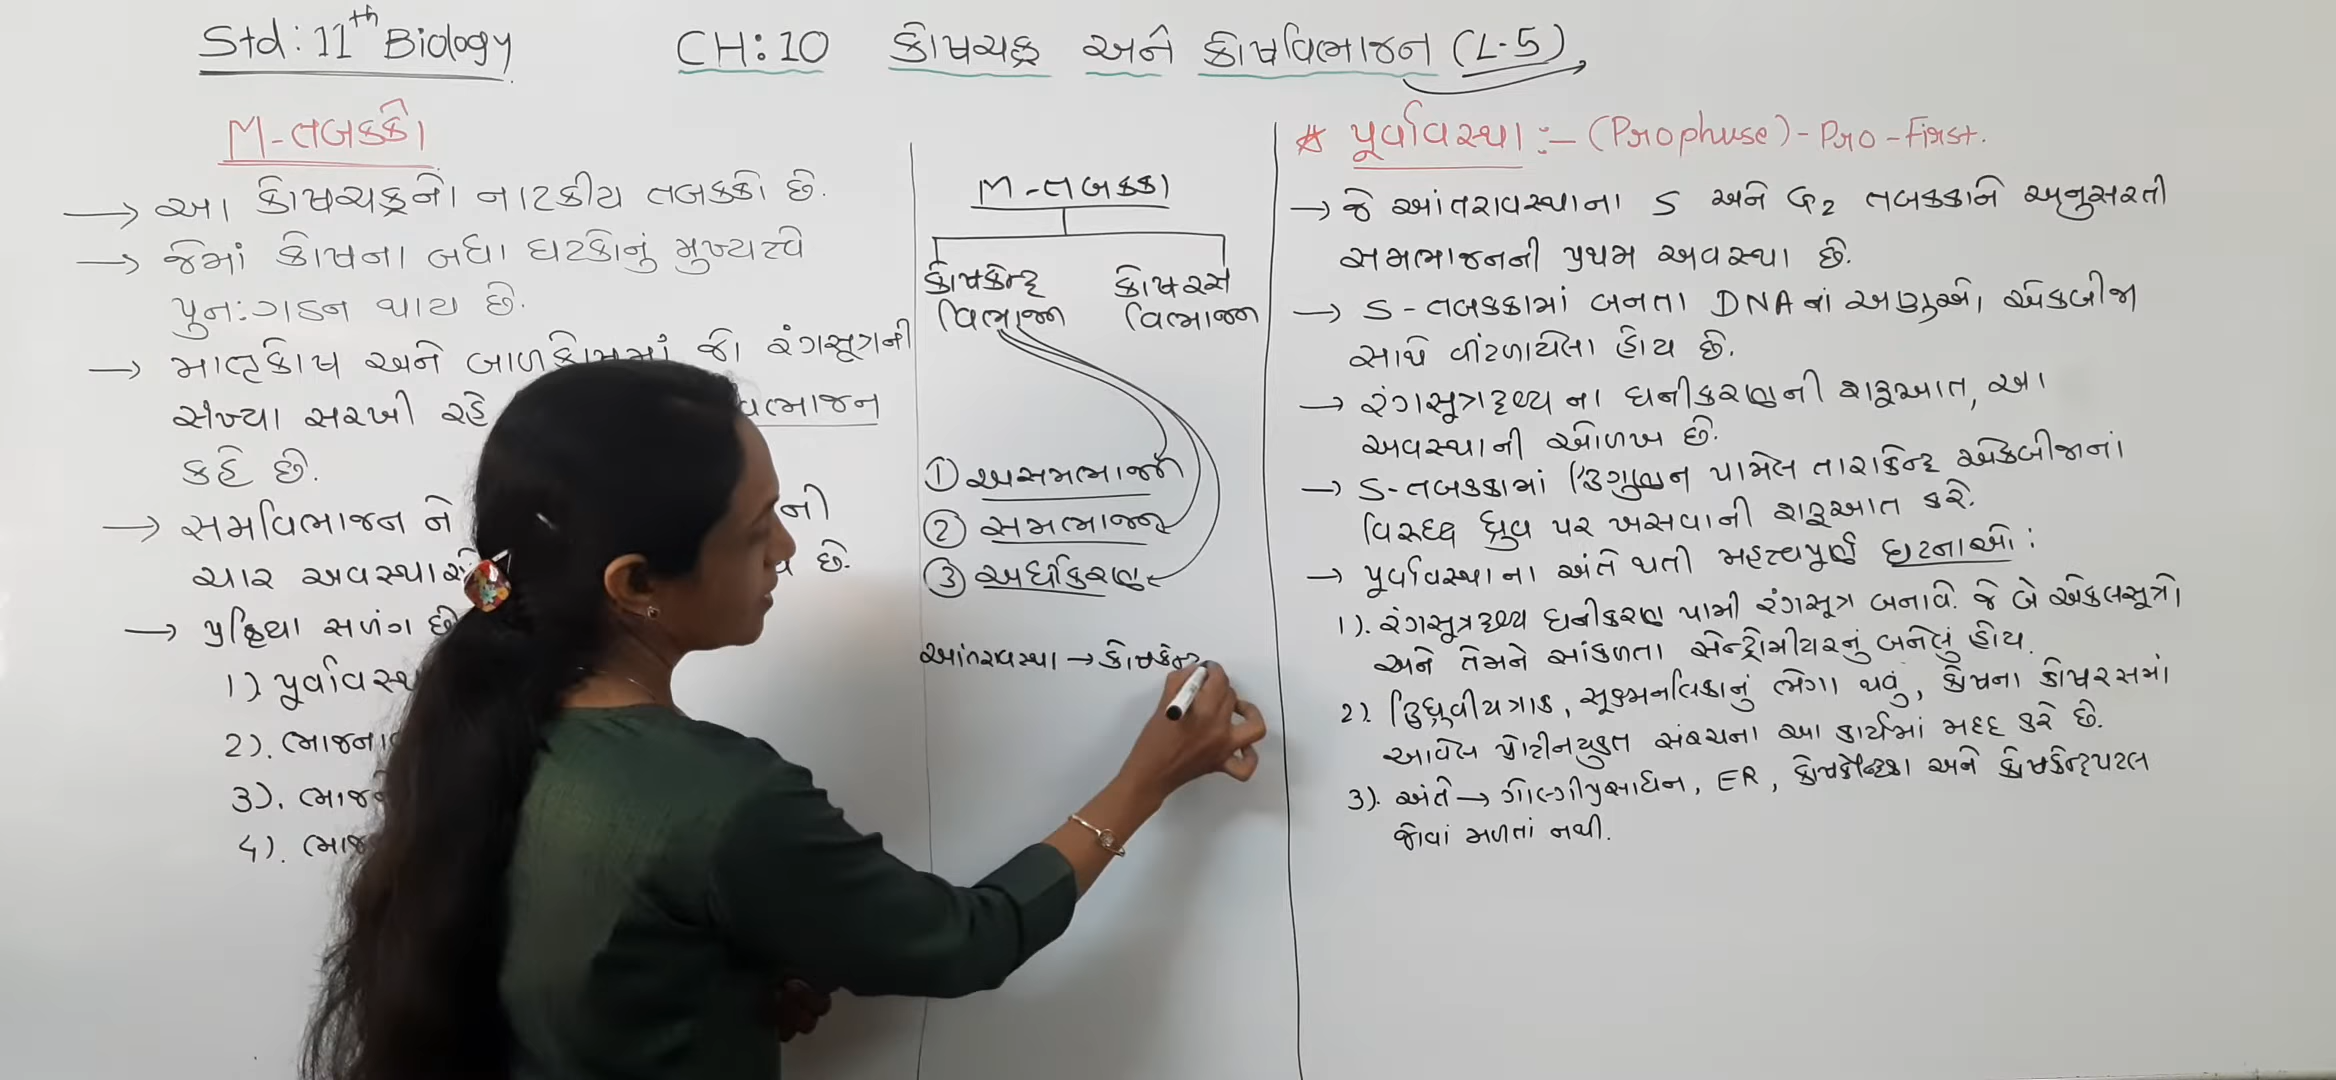 Std: 11th Biology
CH: 10 કોષચક્ર અને કોષવિભાજન (L-5)
M-તબક્કો
→ આ કોષચક્રનો નાટકીય તબક્કો છે.
→ જેમાં કોષના બધા ઘટકોનું મુખ્યત્વે
પુન:ગઠન થાય છે.
→ માતૃકોષ અને બાળકોષમાં જો રંગસૂત્રની
સંખ્યા સરખી રહે વિભાજન
કહે છે.
→ સમવિભાજન ને ની
ચાર અવસ્થા છે.
→ પ્રક્રિયા સળંગ છે
1). પૂર્વાવસ્થ
2). ભાજના
3). ભાજ
4). ભાજ
M-તબક્કા
કોષકેન્દ્ર વિભાજન
કોષરસ વિભાજન
① અસમભાજન
② સમભાજન
③ અર્ધીકરણ
આંતરાવસ્થા → કોષકેન્દ્ર
* પૂર્વાવસ્થા :- (Prophase) - Pro - First.
→ જે આંતરાવસ્થાના S અને G2 તબક્કાને અનુસરતી
સમભાજનની પ્રથમ અવસ્થા છે.
→ S-તબક્કામાં બનતા DNA નાં અણુઓ, એકબીજા
સાથે વીંટળાયેલા હોય છે.
→ રંગસૂત્રદ્રવ્ય ના ઘનીકરણની શરૂઆત, આ
અવસ્થાની ઓળખ છે.
→ S-તબક્કામાં દ્વિગુણન પામેલ તારાકેન્દ્ર એકબીજાનાં
વિરુદ્ધ ધ્રુવ પર ખસવાની શરૂઆત કરે.
→ પૂર્વાવસ્થાના અંતે થતી મહત્ત્વપૂર્ણ ઘટનાઓ :
1). રંગસૂત્રદ્રવ્ય ઘનીકરણ પામી રંગસૂત્ર બનાવે. જે બે એકલસૂત્રો
અને તેમને સાંકળતા સેન્ટ્રોમીયરનું બનેલું હોય.
2). દ્વિધ્રુવીયત્રાક, સૂક્ષ્મનલિકાનું ભેગા થવું, કોષના કોષરસમાં
આવેલ પ્રોટીનયુક્ત સંરચના આ કાર્યમાં મદદ કરે છે.
3). અંતે → ગોલ્ગીપ્રસાધન, ER, કોષકેન્દ્રિકા અને કોષકેન્દ્રપટલ
જોવાં મળતાં નથી.